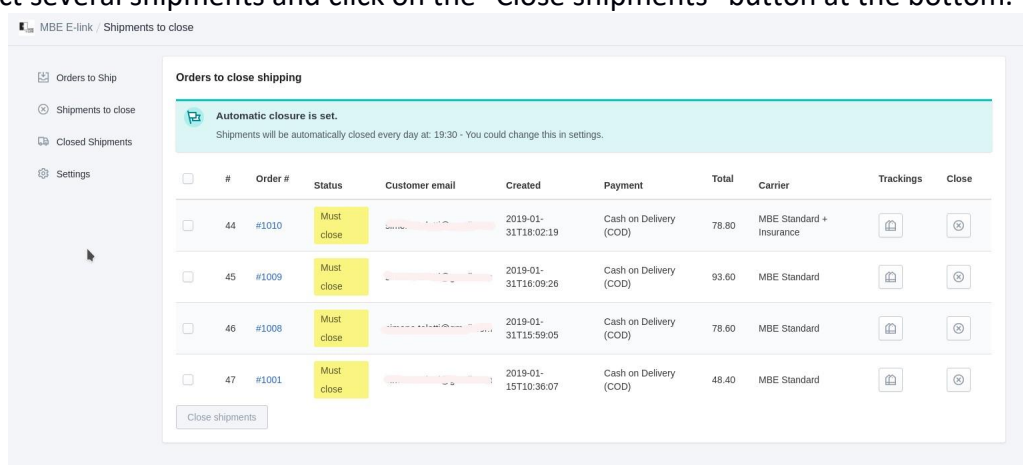 ct several shipments and click on the "Close shipments" button at the bottom.
MBE E-link / Shipments to close
Orders to Ship
Shipments to close
Closed Shipments
Settings
Orders to close shipping
Automatic closure is set.
Shipments will be automatically closed every day at: 19:30 - You could change this in settings.
# Order # Status Customer email Created Payment Total Carrier Trackings Close
44 #1010 Must close 2019-01-31T18:02:19 Cash on Delivery (COD) 78.80 MBE Standard + Insurance
45 #1009 Must close 2019-01-31T16:09:26 Cash on Delivery (COD) 93.60 MBE Standard
46 #1008 Must close 2019-01-31T15:59:05 Cash on Delivery (COD) 78.60 MBE Standard
47 #1001 Must close 2019-01-15T10:36:07 Cash on Delivery (COD) 48.40 MBE Standard
Close shipments